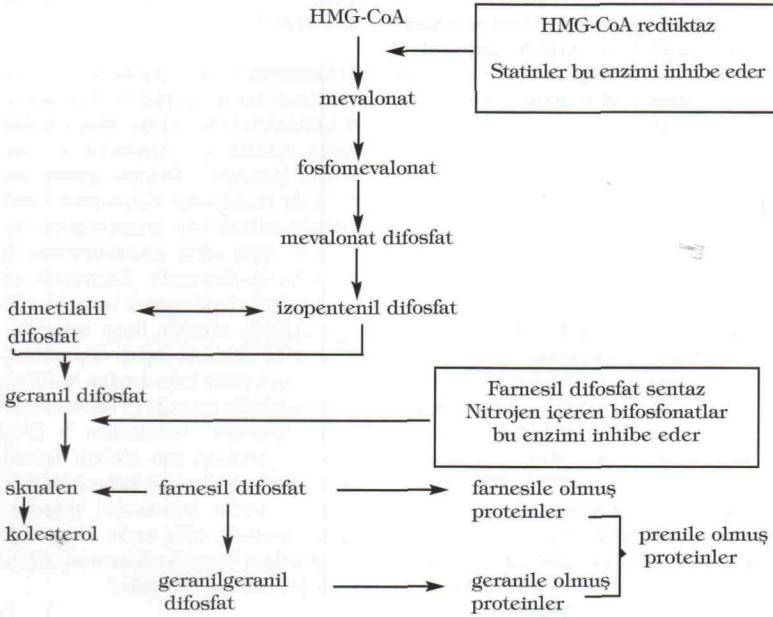 HMG-CoA
HMG-CoA redüktaz
Statinler bu enzimi inhibe eder
mevalonat
fosfomevalonat
mevalonat difosfat
dimetilalil
difosfat
izopentenil difosfat
geranil difosfat
Farnesil difosfat sentaz
Nitrojen içeren bifosfonatlar
bu enzimi inhibe eder
skualen
farnesil difosfat
farnesile olmuş
proteinler
kolesterol
prenile olmuş
proteinler
geranilgeranil
difosfat
geranile olmuş
proteinler